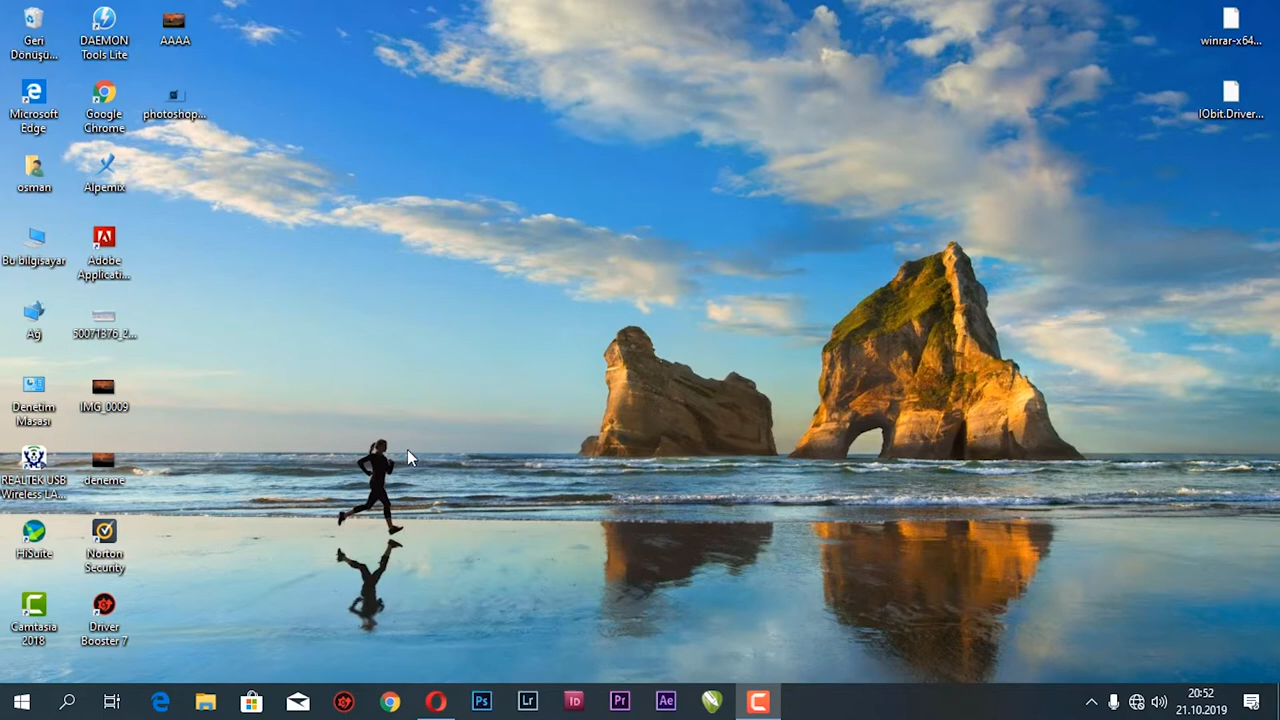 Geri
Dönüşü...
DAEMON
Tools Lite
AAAA
Microsoft
Edge
Google
Chrome
photoshop...
osman
Alpemix
Bu bilgisayar
Adobe
Applicati...
Ağ
50071376_2...
Denetim
Masası
IMG_0009
REALTEK USB
Wireless LA...
deneme
HiSuite
Norton
Security
Camtasia
2018
Driver
Booster 7
winrar-x64...
IObit.Driver...
Ps
Lr
ID
Pr
Ae
20:52
21.10.2019